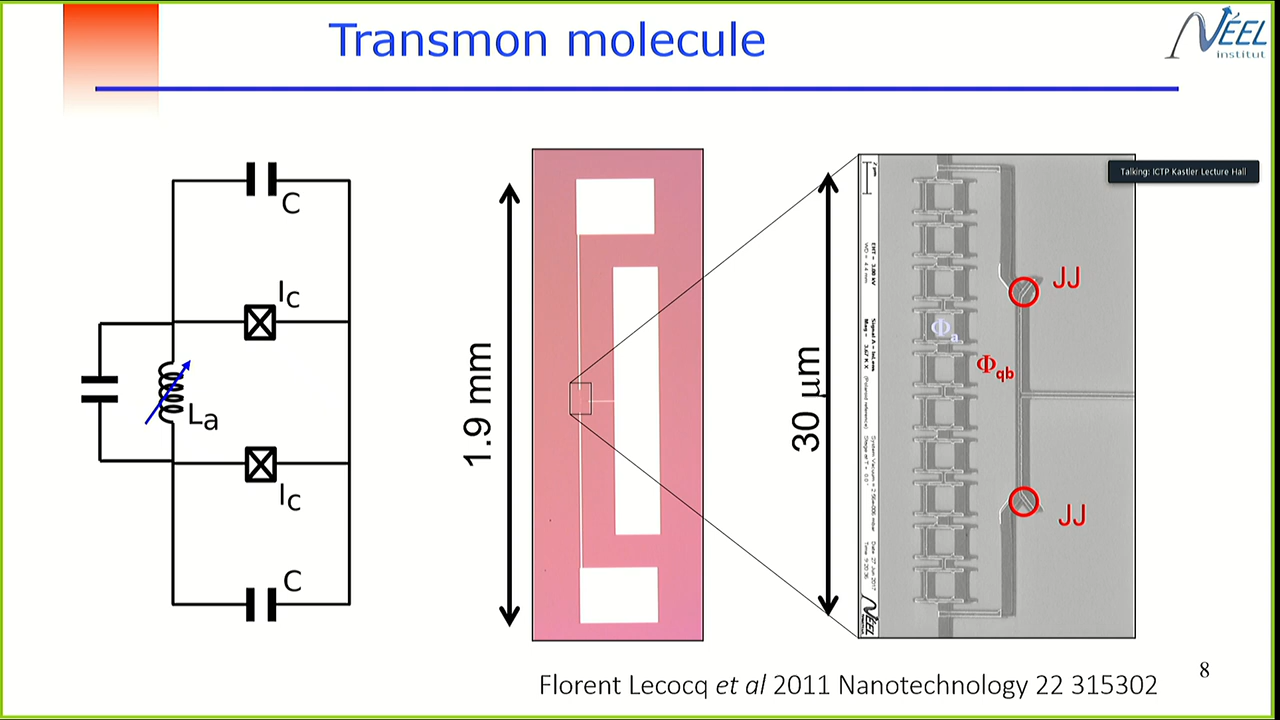 Transmon molecule
NÉEL
institut
C
Ic
La
Ic
C
1.9 mm
30 µm
Talking: ICTP Kastler Lecture Hall
JJ
Φa
Φqb
JJ
NÉEL
Florent Lecocq et al 2011 Nanotechnology 22 315302
8